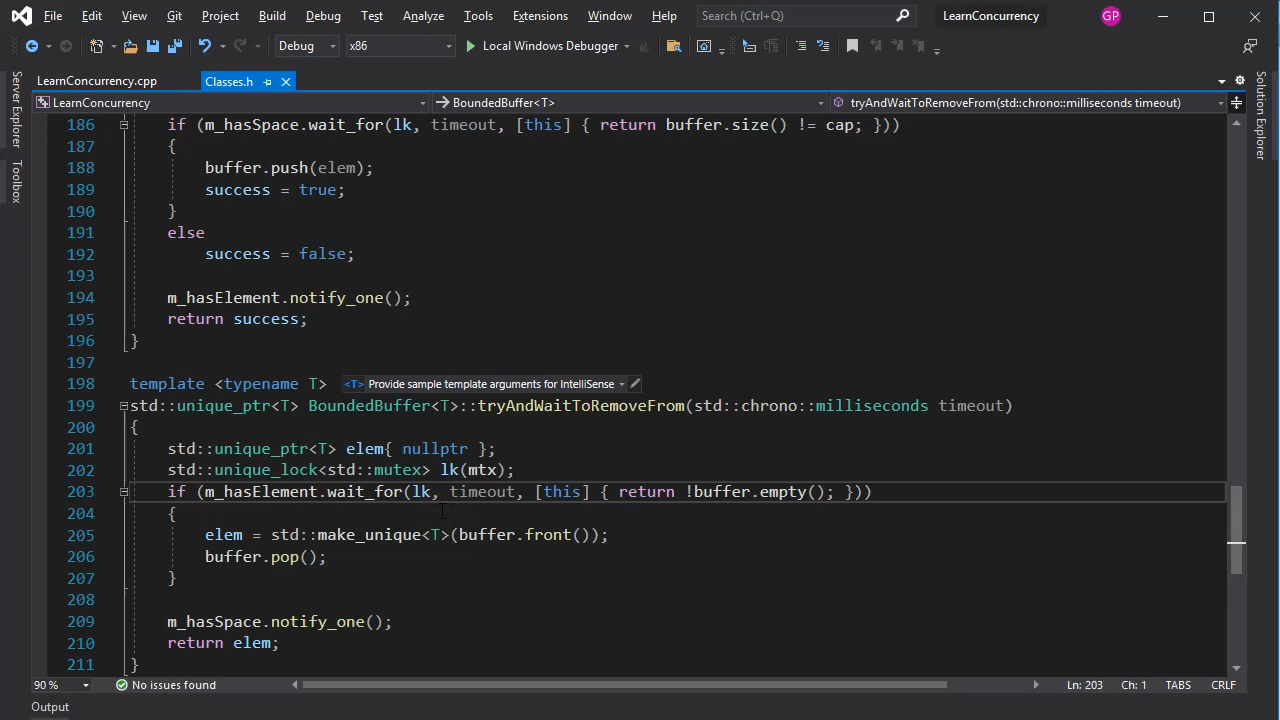 File Edit View Git Project Build Debug Test Analyze Tools Extensions Window Help Search (Ctrl+Q) LearnConcurrency GP
Debug x86 Local Windows Debugger
LearnConcurrency.cpp Classes.h
LearnConcurrency BoundedBuffer<T> tryAndWaitToRemoveFrom(std::chrono::milliseconds timeout)
Server Explorer
Toolbox
Solution Explorer
186 if (m_hasSpace.wait_for(lk, timeout, [this] { return buffer.size() != cap; }))
187 {
188 buffer.push(elem);
189 success = true;
190 }
191 else
192 success = false;
193
194 m_hasElement.notify_one();
195 return success;
196 }
197
198 template <typename T> <T> Provide sample template arguments for IntelliSense
199 std::unique_ptr<T> BoundedBuffer<T>::tryAndWaitToRemoveFrom(std::chrono::milliseconds timeout)
200 {
201 std::unique_ptr<T> elem{ nullptr };
202 std::unique_lock<std::mutex> lk(mtx);
203 if (m_hasElement.wait_for(lk, timeout, [this] { return !buffer.empty(); }))
204 {
205 elem = std::make_unique<T>(buffer.front());
206 buffer.pop();
207 }
208
209 m_hasSpace.notify_one();
210 return elem;
211 }
90 % No issues found Ln: 203 Ch: 1 TABS CRLF
Output